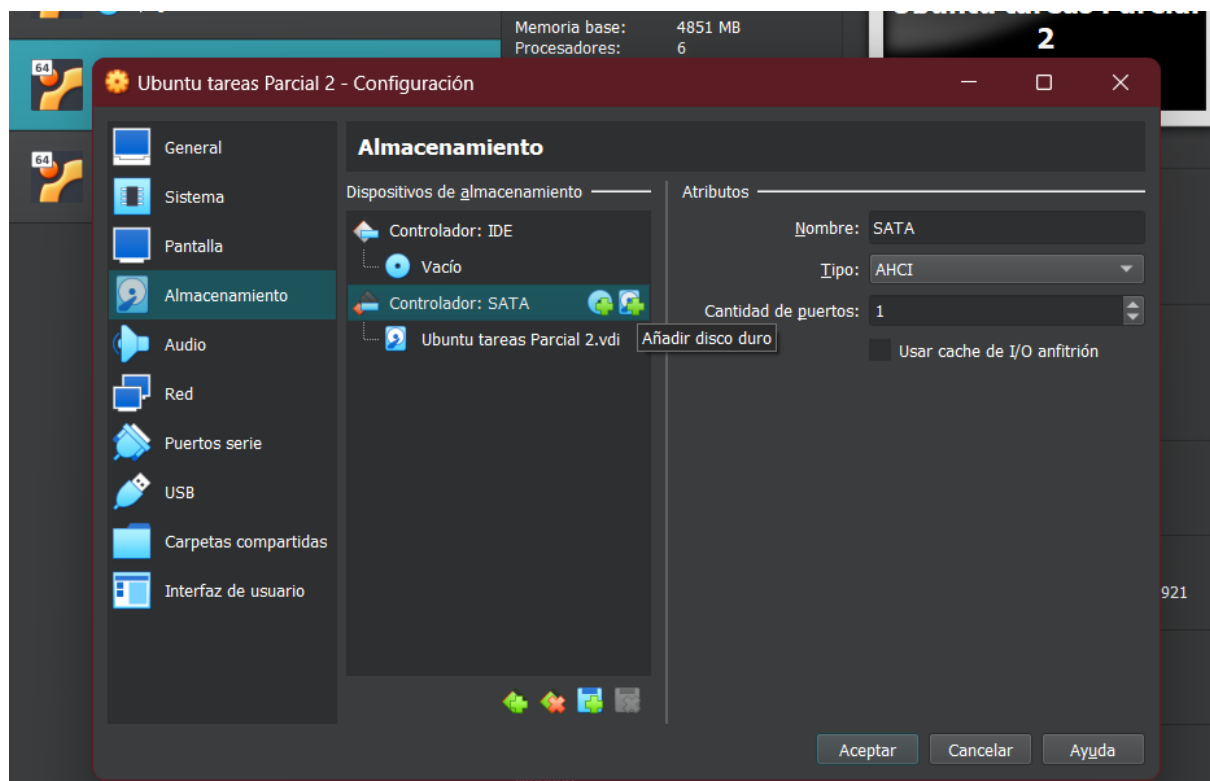 Memoria base: 4851 MB
Procesadores: 6
2
64
Ubuntu tareas Parcial 2 - Configuración
64
General
Sistema
Pantalla
Almacenamiento
Audio
Red
Puertos serie
USB
Carpetas compartidas
Interfaz de usuario
Almacenamiento
Dispositivos de almacenamiento
Controlador: IDE
Vacío
Controlador: SATA
Ubuntu tareas Parcial 2.vdi
Añadir disco duro
Atributos
Nombre: SATA
Tipo: AHCI
Cantidad de puertos: 1
Usar cache de I/O anfitrión
921
Aceptar Cancelar Ayuda